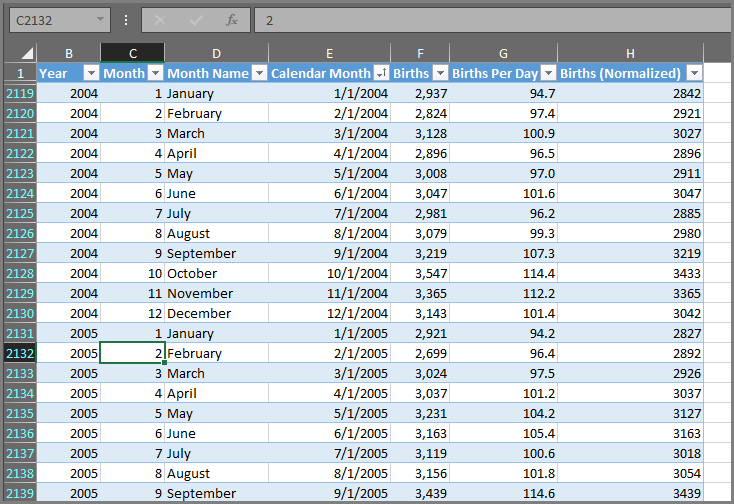 C2132 fx 2
B C D E F G H
1 Year Month Month Name Calendar Month Births Births Per Day Births (Normalized)
2119 2004 1 January 1/1/2004 2,937 94.7 2842
2120 2004 2 February 2/1/2004 2,824 97.4 2921
2121 2004 3 March 3/1/2004 3,128 100.9 3027
2122 2004 4 April 4/1/2004 2,896 96.5 2896
2123 2004 5 May 5/1/2004 3,008 97.0 2911
2124 2004 6 June 6/1/2004 3,047 101.6 3047
2125 2004 7 July 7/1/2004 2,981 96.2 2885
2126 2004 8 August 8/1/2004 3,079 99.3 2980
2127 2004 9 September 9/1/2004 3,219 107.3 3219
2128 2004 10 October 10/1/2004 3,547 114.4 3433
2129 2004 11 November 11/1/2004 3,365 112.2 3365
2130 2004 12 December 12/1/2004 3,143 101.4 3042
2131 2005 1 January 1/1/2005 2,921 94.2 2827
2132 2005 2 February 2/1/2005 2,699 96.4 2892
2133 2005 3 March 3/1/2005 3,024 97.5 2926
2134 2005 4 April 4/1/2005 3,037 101.2 3037
2135 2005 5 May 5/1/2005 3,231 104.2 3127
2136 2005 6 June 6/1/2005 3,163 105.4 3163
2137 2005 7 July 7/1/2005 3,119 100.6 3018
2138 2005 8 August 8/1/2005 3,156 101.8 3054
2139 2005 9 September 9/1/2005 3,439 114.6 3439